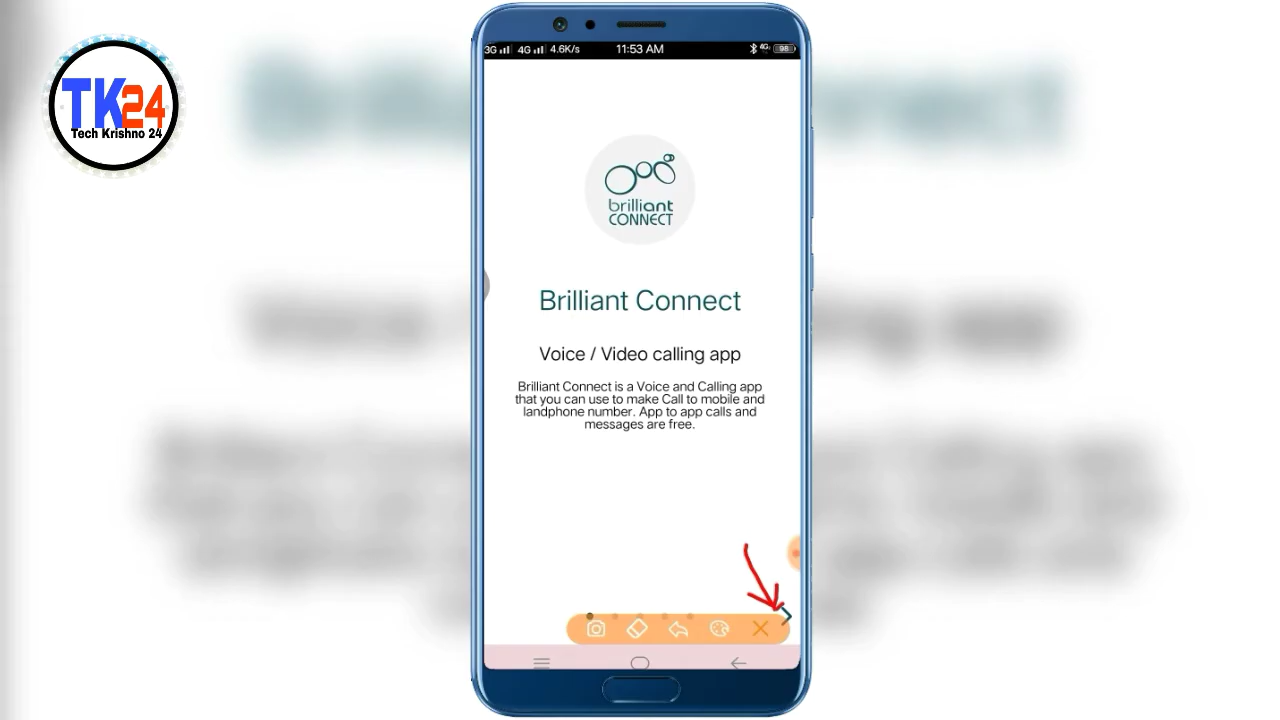 TK24
Tech Krishno 24
3G 4G 4.6K/s 11:53 AM 4G 98
brilliant
CONNECT
Brilliant Connect
Voice / Video calling app
Brilliant Connect is a Voice and Calling app
that you can use to make Call to mobile and
landphone number. App to app calls and
messages are free.